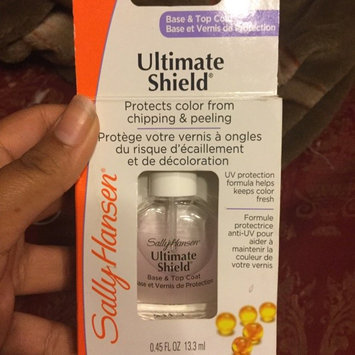 Base & Top Coat
Base et Vernis de Protection
Ultimate
Shield®
Protects color from
chipping & peeling
Protège votre vernis à ongles
du risque d'écaillement
et de décoloration
UV protection
formula helps
keeps color
fresh
Formule
protectrice
anti-UV pour
aider à
maintenir la
couleur de
votre vernis
Sally Hansen®
Sally Hansen®
Ultimate
Shield®
Base & Top Coat
Base et Vernis de Protection
0.45 FL OZ 13.3 ml